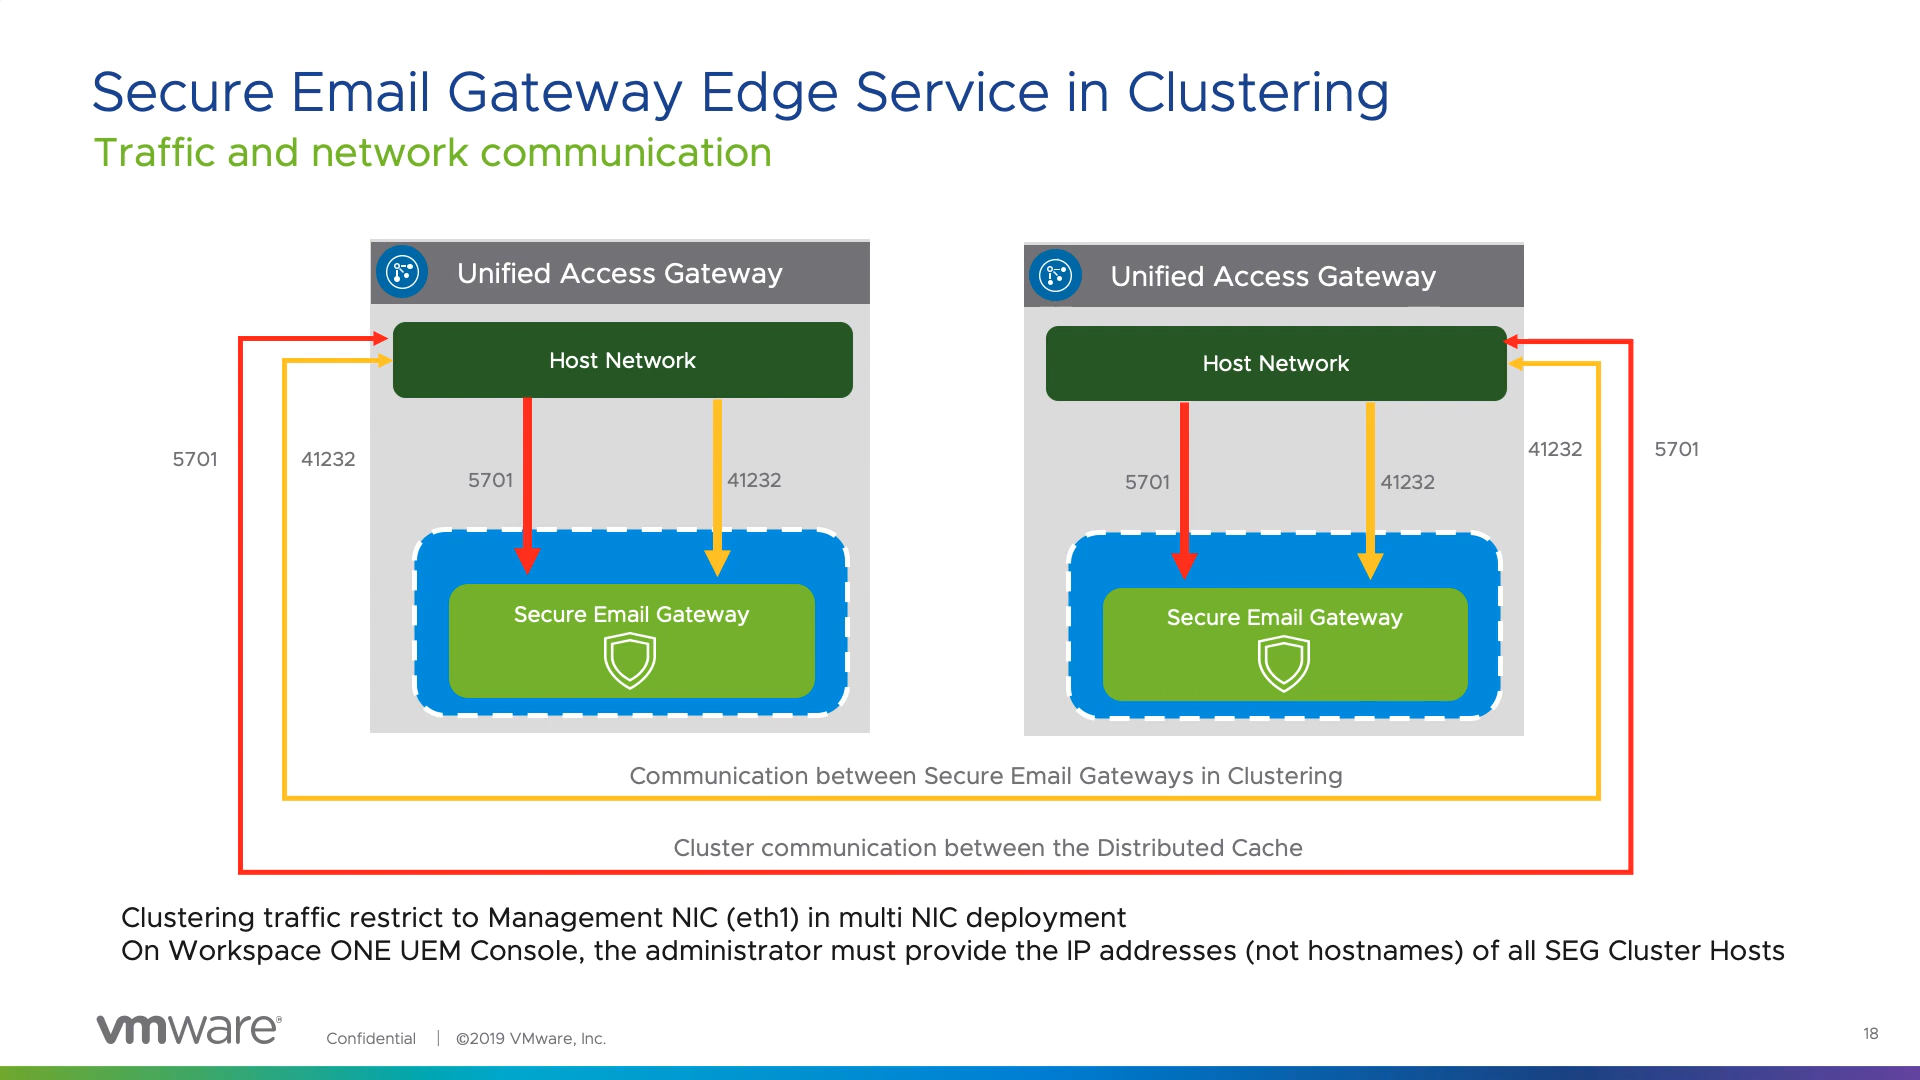 Secure Email Gateway Edge Service in Clustering
Traffic and network communication
Unified Access Gateway
Host Network
5701
41232
5701
41232
Secure Email Gateway
Unified Access Gateway
Host Network
5701
41232
41232
5701
Secure Email Gateway
Communication between Secure Email Gateways in Clustering
Cluster communication between the Distributed Cache
Clustering traffic restrict to Management NIC (eth1) in multi NIC deployment
On Workspace ONE UEM Console, the administrator must provide the IP addresses (not hostnames) of all SEG Cluster Hosts
vmware®
Confidential | ©2019 VMware, Inc.
18